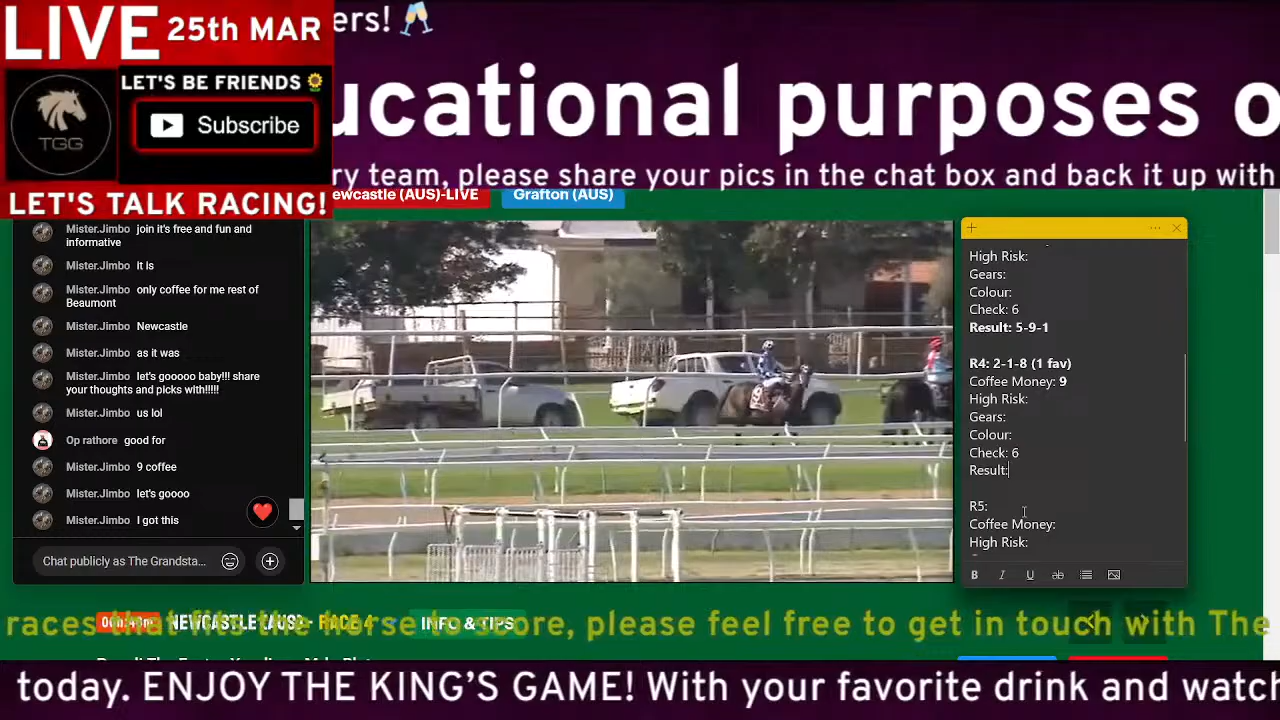 LIVE 25th MAR
ers! 🥂
LET'S BE FRIENDS 🌻
TGG
Subscribe
LET'S TALK RACING!
ucational purposes o
ry team, please share your pics in the chat box and back it up with
ewcastle (AUS)-LIVE
Grafton (AUS)
Mister.Jimbo join it's free and fun and
informative
Mister.Jimbo it is
Mister.Jimbo only coffee for me rest of
Beaumont
Mister.Jimbo Newcastle
Mister.Jimbo as it was
Mister.Jimbo let's gooooo baby!!! share
your thoughts and picks with!!!!!
Mister.Jimbo us lol
Op rathore good for
Mister.Jimbo 9 coffee
Mister.Jimbo let's goooo
Mister.Jimbo I got this
Chat publicly as The Grandsta...
High Risk:
Gears:
Colour:
Check: 6
Result: 5-9-1
R4: 2-1-8 (1 fav)
Coffee Money: 9
High Risk:
Gears:
Colour:
Check: 6
Result:
R5:
Coffee Money:
High Risk:
B I U ab
NEWCASTLE (AUS) - RACE 4
INFO & TIPS
races that fits the horse to score, please feel free to get in touch with The
today. ENJOY THE KING'S GAME! With your favorite drink and watch